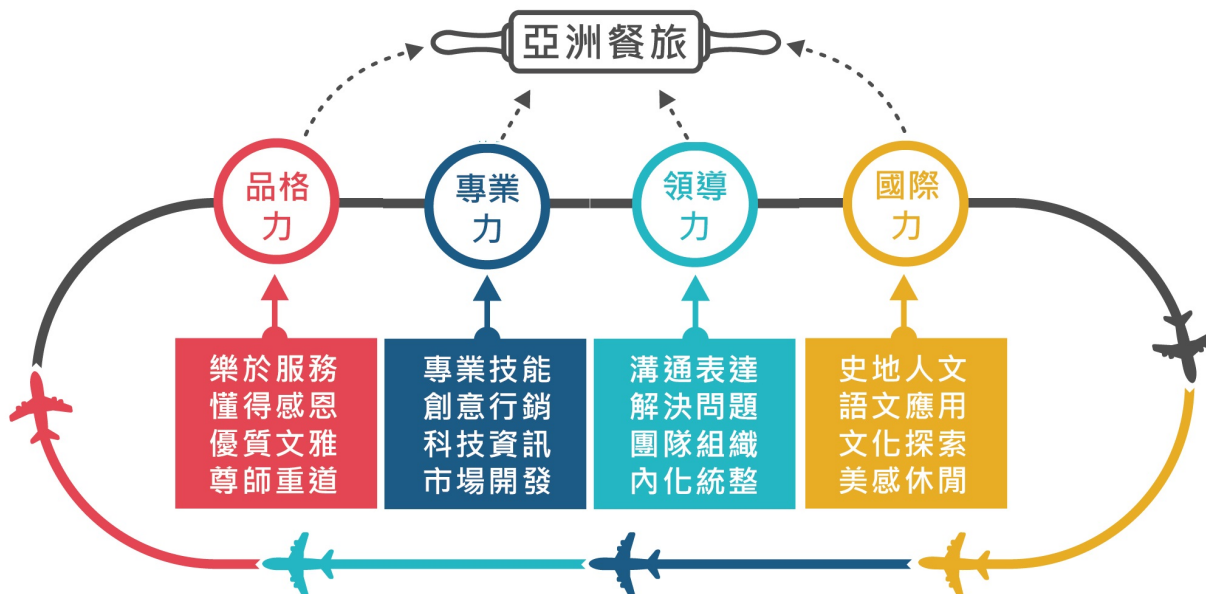 亞洲餐旅
品格
力
專業
力
領導
力
國際
力
樂於服務
懂得感恩
優質文雅
尊師重道
專業技能
創意行銷
科技資訊
市場開發
溝通表達
解決問題
團隊組織
內化統整
史地人文
語文應用
文化探索
美感休閒